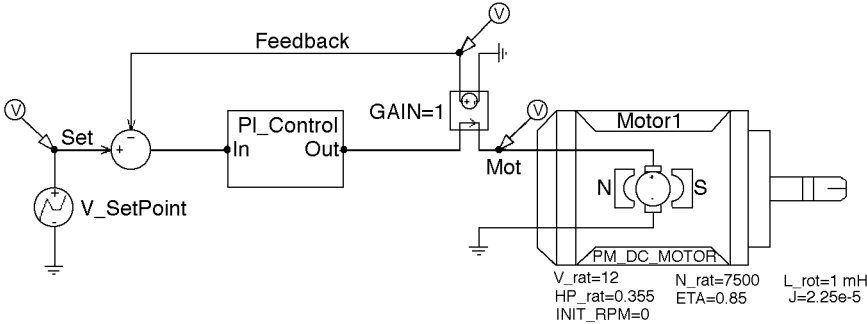 V
Feedback
V
GAIN=1
V
Set
PI_Control
Motor1
+
-
In
Out
Mot
N
S
V_SetPoint
PM_DC_MOTOR
V_rat=12 N_rat=7500 L_rot=1 mH
HP_rat=0.355 ETA=0.85 J=2.25e-5
INIT_RPM=0